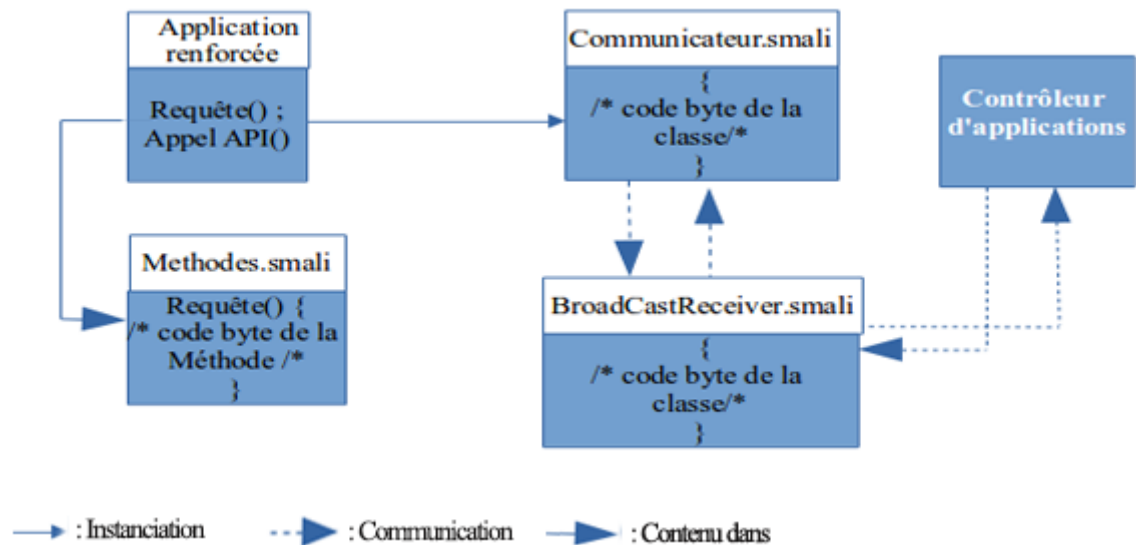 Application
renforcée
Requête() ;
Appel API()
Communicateur.smali
{
/* code byte de la
classe/*
}
Contrôleur
d'applications
Methodes.smali
Requête() {
/* code byte de la
Méthode /*
}
BroadCastReceiver.smali
{
/* code byte de la
classe/*
}
: Instanciation
: Communication
: Contenu dans